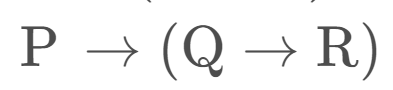 P → (Q → R)